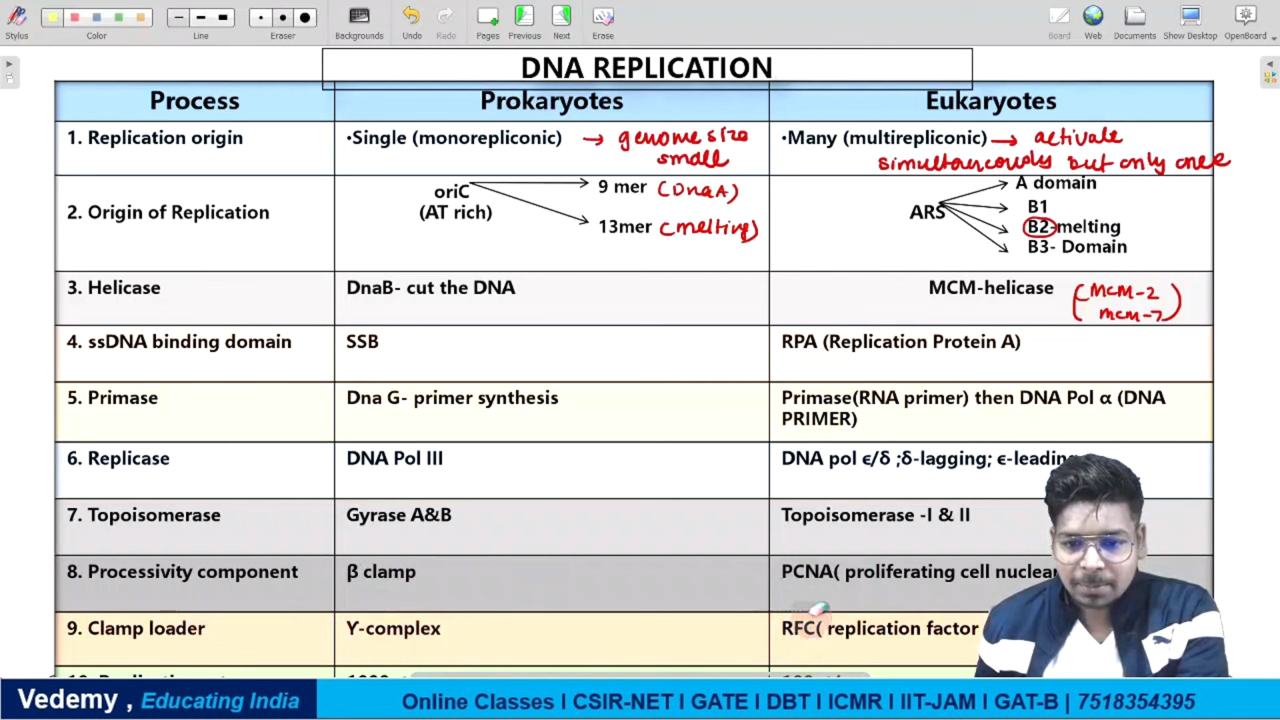 Stylus Color Line Eraser Backgrounds Undo Redo Pages Previous Next Erase Board Web Documents Show Desktop OpenBoard
DNA REPLICATION
Process Prokaryotes Eukaryotes
1. Replication origin
•Single (monorepliconic) → genome size
small
•Many (multirepliconic) → activate
simultaneously but only once
2. Origin of Replication
oriC
(AT rich)
9 mer (DnaA)
13mer (melting)
ARS
A domain
B1
B2-melting
B3- Domain
3. Helicase
DnaB- cut the DNA
MCM-helicase (MCM-2
MCM-7)
4. ssDNA binding domain
SSB
RPA (Replication Protein A)
5. Primase
Dna G- primer synthesis
Primase(RNA primer) then DNA Pol α (DNA
PRIMER)
6. Replicase
DNA Pol III
DNA pol ϵ/δ ;δ-lagging; ϵ-leading
7. Topoisomerase
Gyrase A&B
Topoisomerase -I & II
8. Processivity component
β clamp
PCNA( proliferating cell nuclear
9. Clamp loader
Y-complex
RFC( replication factor
Vedemy , Educating India
Online Classes I CSIR-NET I GATE I DBT I ICMR I IIT-JAM I GAT-B | 7518354395